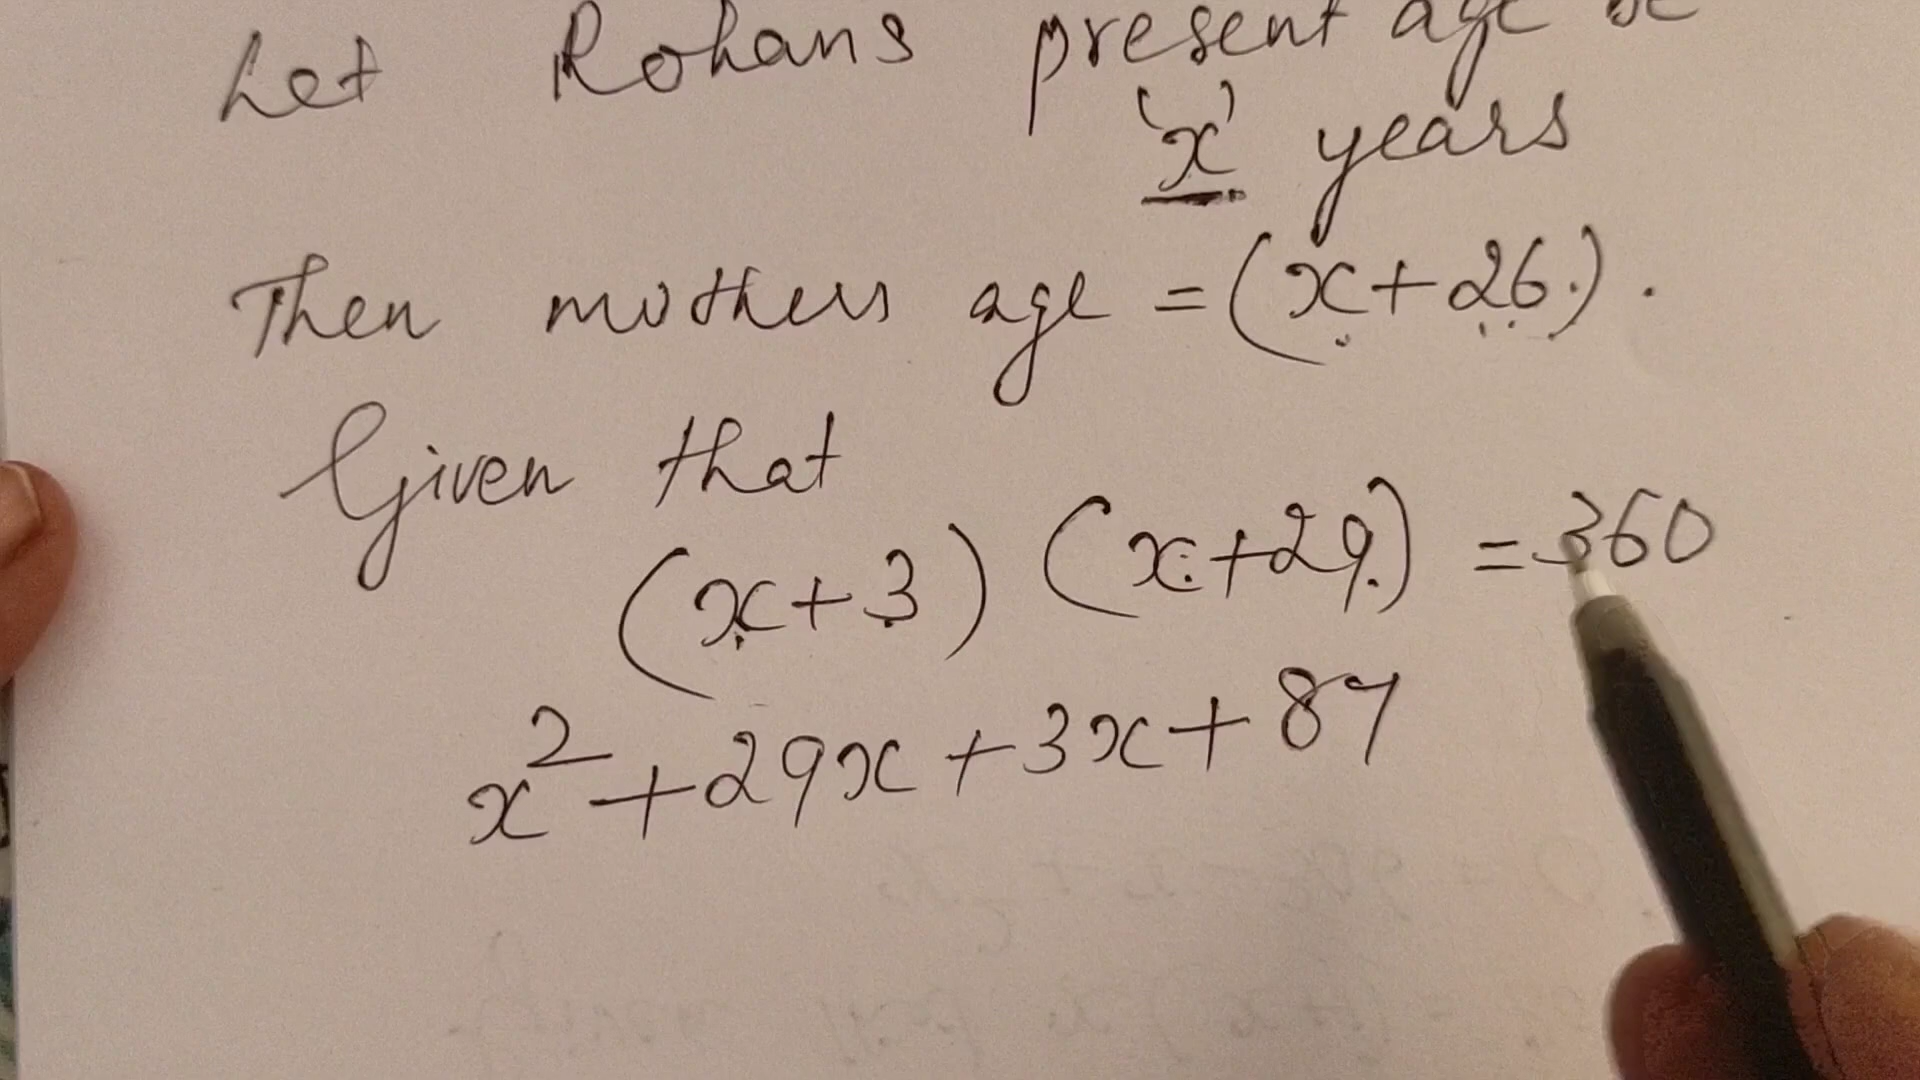 Let Rohans present age be
'x' years
Then mothers age = (x+26).
Given that
(x+3) (x+29) = 360
x² + 29x + 3x + 87